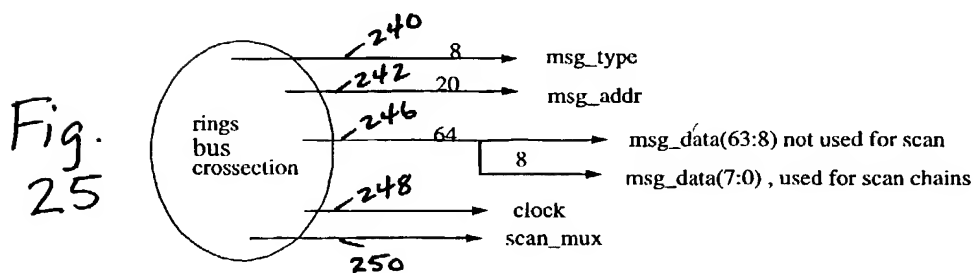 Fig.
25
rings
bus
crossection
240
8
msg_type
242
20
msg_addr
246
64
msg_data(63:8) not used for scan
8
msg_data(7:0) , used for scan chains
248
clock
scan_mux
250